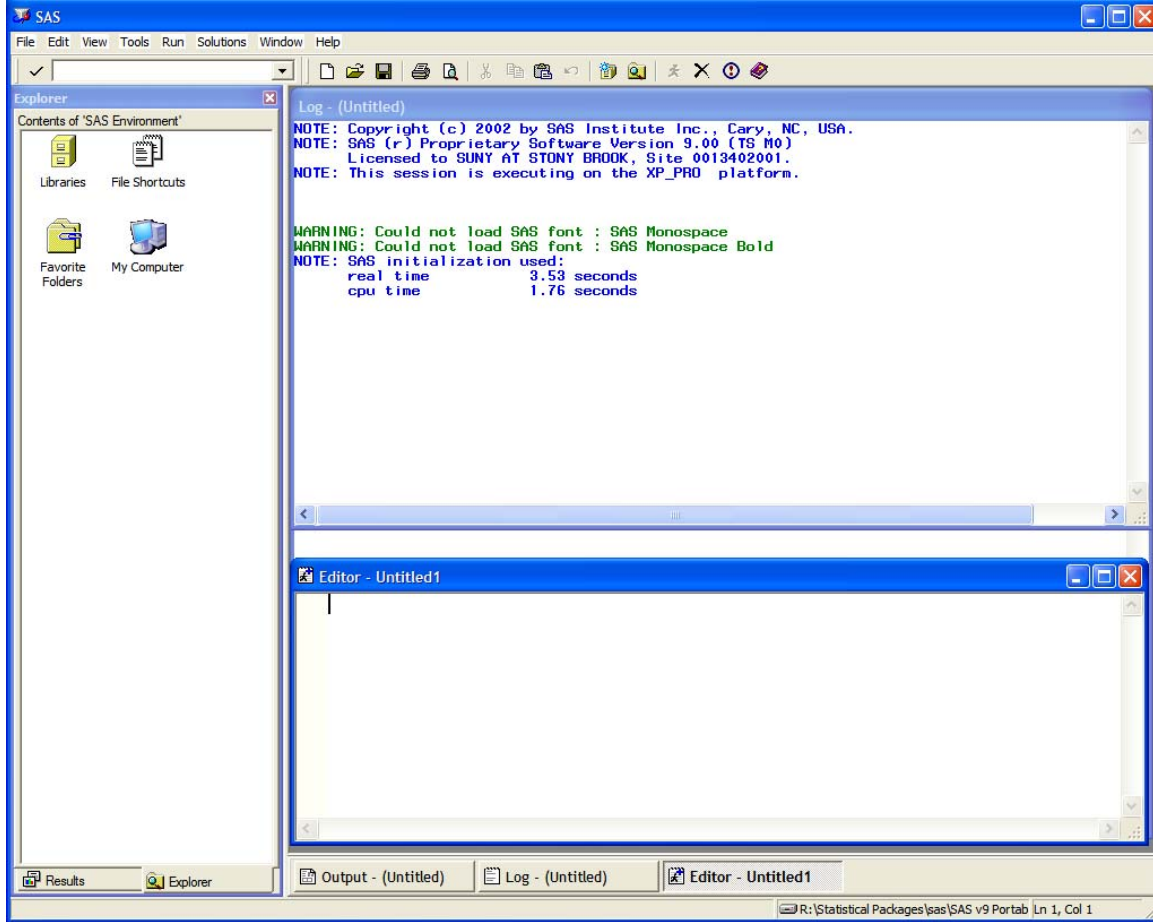 SAS
File Edit View Tools Run Solutions Window Help
Explorer
Contents of 'SAS Environment'
Libraries
File Shortcuts
Favorite
Folders
My Computer
Log - (Untitled)
NOTE: Copyright (c) 2002 by SAS Institute Inc., Cary, NC, USA.
NOTE: SAS (r) Proprietary Software Version 9.00 (TS M0)
Licensed to SUNY AT STONY BROOK, Site 0013402001.
NOTE: This session is executing on the XP_PRO platform.
WARNING: Could not load SAS font : SAS Monospace
WARNING: Could not load SAS font : SAS Monospace Bold
NOTE: SAS initialization used:
real time 3.53 seconds
cpu time 1.76 seconds
Editor - Untitled1
Results
Explorer
Output - (Untitled)
Log - (Untitled)
Editor - Untitled1
R:\Statistical Packages\sas\SAS v9 Portab
Ln 1, Col 1